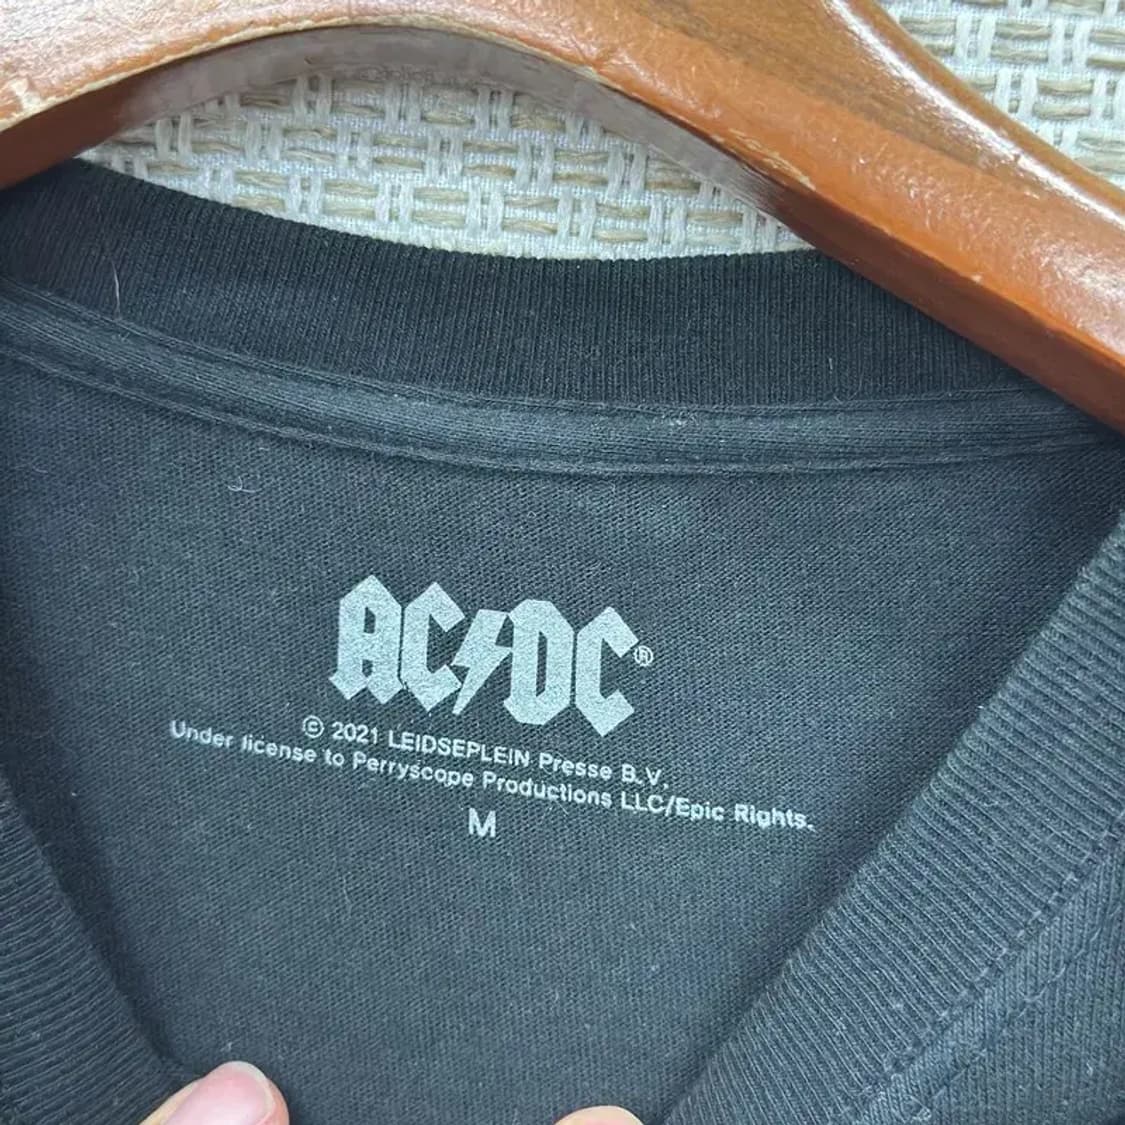 AC⚡DC®
© 2021 LEIDSEPLEIN Presse B.V.
Under license to Perryscope Productions LLC/Epic Rights.
M